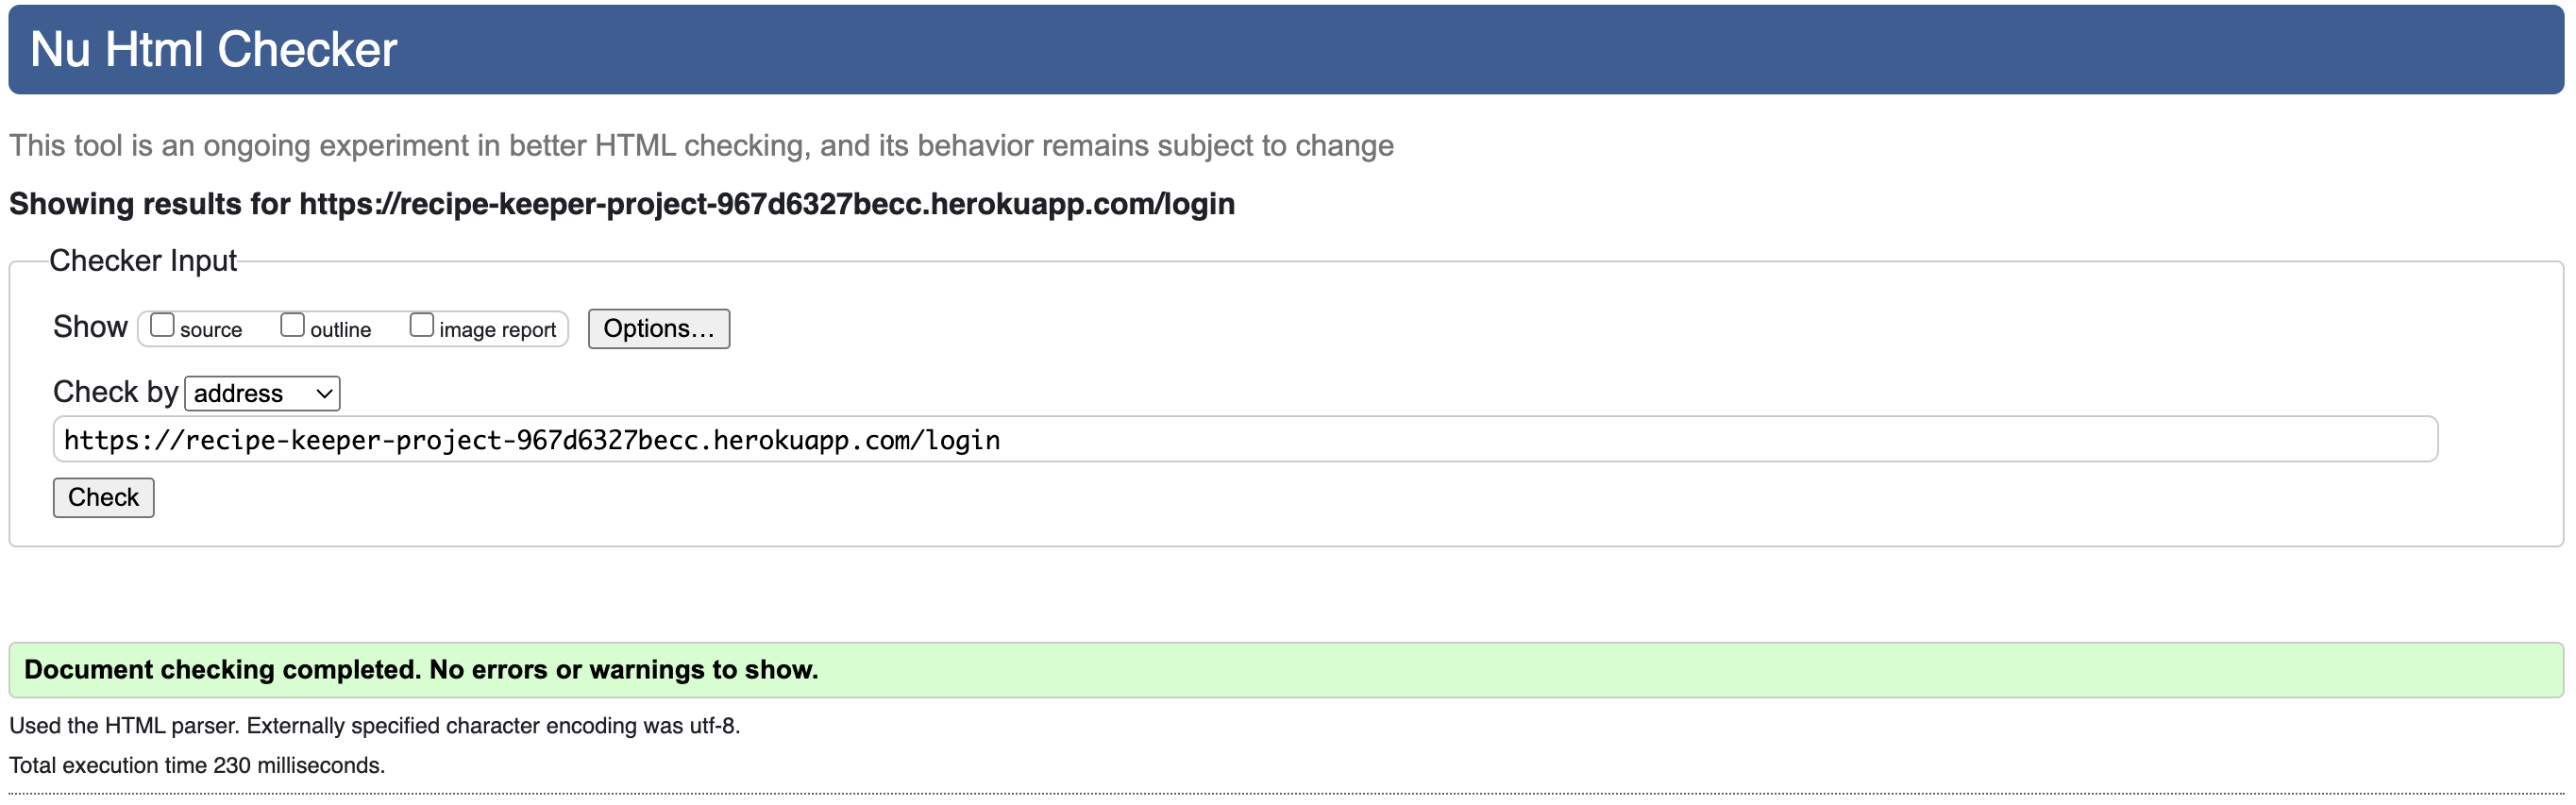 Nu Html Checker
This tool is an ongoing experiment in better HTML checking, and its behavior remains subject to change
Showing results for https://recipe-keeper-project-967d6327becc.herokuapp.com/login
Checker Input
Show source outline image report Options...
Check by address
https://recipe-keeper-project-967d6327becc.herokuapp.com/login
Check
Document checking completed. No errors or warnings to show.
Used the HTML parser. Externally specified character encoding was utf-8.
Total execution time 230 milliseconds.